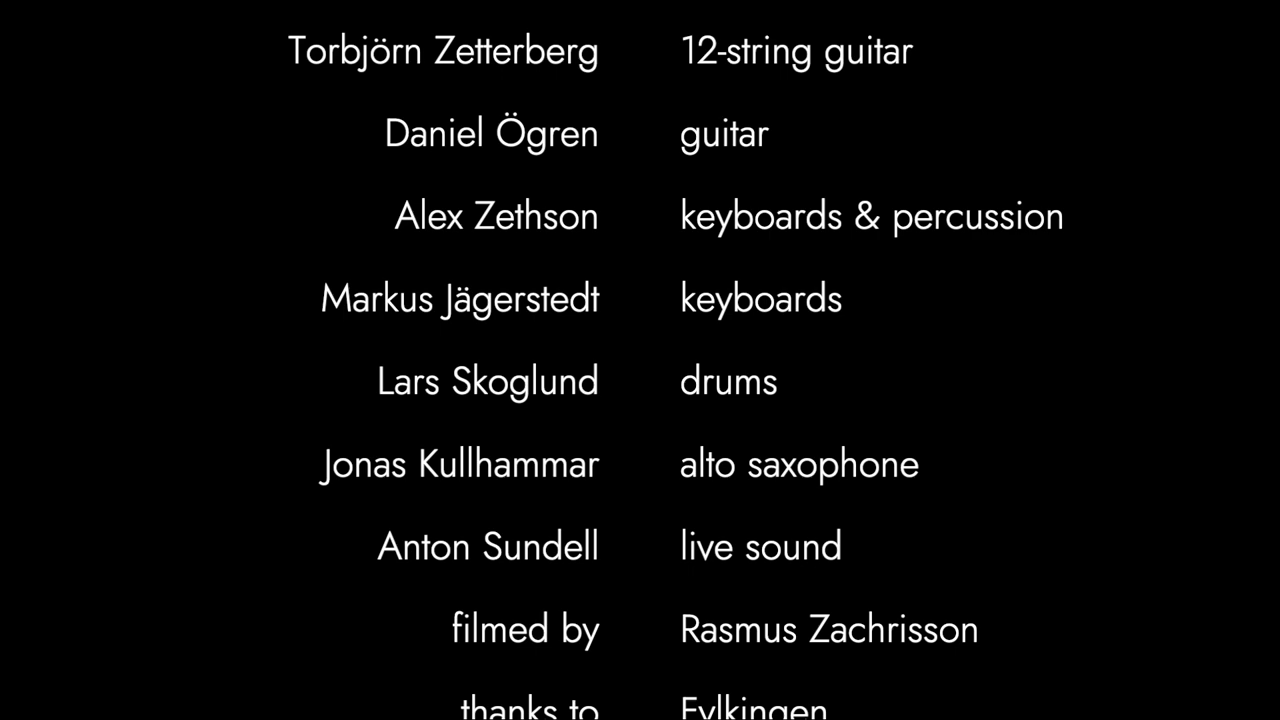 Torbjörn Zetterberg 12-string guitar
Daniel Ögren guitar
Alex Zethson keyboards & percussion
Markus Jägerstedt keyboards
Lars Skoglund drums
Jonas Kullhammar alto saxophone
Anton Sundell live sound
filmed by Rasmus Zachrisson
thanks to Fylkingen